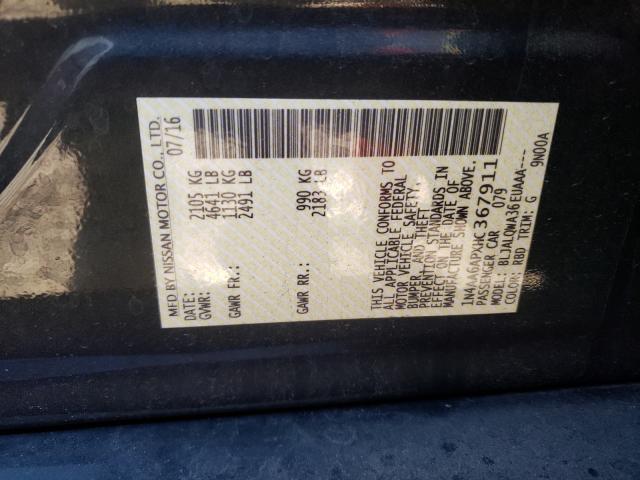 MFD BY NISSAN MOTOR CO., LTD.
DATE: 07/16
GVWR: 2105 KG
4641 LB
GAWR FR.: 1130 KG
2491 LB
GAWR RR.: 990 KG
2183 LB
THIS VEHICLE CONFORMS TO
ALL APPLICABLE FEDERAL
MOTOR VEHICLE SAFETY,
BUMPER, AND THEFT
PREVENTION STANDARDS IN
EFFECT ON THE DATE OF
MANUFACTURE SHOWN ABOVE.
1N4AA6APXHC367911
PASSENGER CAR 079
MODEL: BLJALQWA36EUAAA----
COLOR: RBD TRIM: G 9N00A